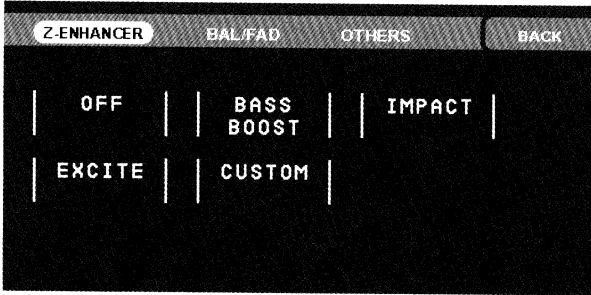 Z-ENHANCER BAL/FAD OTHERS BACK
OFF BASS BOOST IMPACT
EXCITE CUSTOM